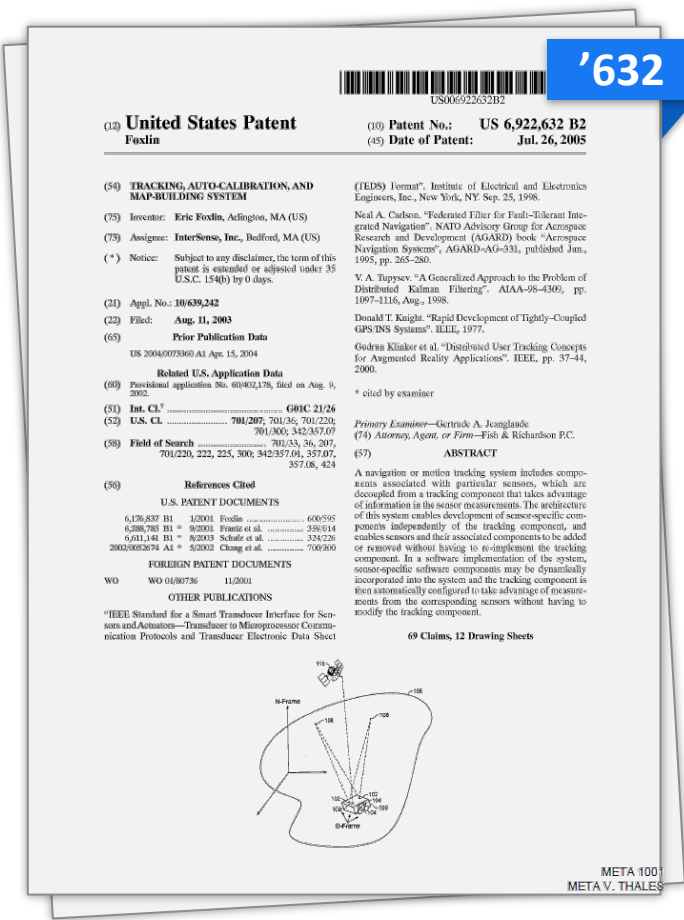 '632
US006922632B2
(12) United States Patent
Foxlin
(10) Patent No.: US 6,922,632 B2
(45) Date of Patent: Jul. 26, 2005
(54) TRACKING, AUTO-CALIBRATION, AND
MAP-BUILDING SYSTEM
(75) Inventor: Eric Foxlin, Arlington, MA (US)
(73) Assignee: InterSense, Inc., Bedford, MA (US)
( * ) Notice: Subject to any disclaimer, the term of this
patent is extended or adjusted under 35
U.S.C. 154(b) by 0 days.
(21) Appl. No.: 10/639,242
(22) Filed: Aug. 11, 2003
(65) Prior Publication Data
US 2004/0073360 A1 Apr. 15, 2004
Related U.S. Application Data
(60) Provisional application No. 60/402,178, filed on Aug. 9,
2002.
(51) Int. Cl.7 ........................................ G01C 21/26
(52) U.S. Cl. ........................ 701/207; 701/36; 701/220;
701/300; 342/357.07
(58) Field of Search ........................ 701/33, 36, 207,
701/220, 222, 225, 300; 342/357.01, 357.07,
357.08, 424
(56) References Cited
U.S. PATENT DOCUMENTS
6,176,837 B1 1/2001 Foxlin ................... 600/595
6,288,785 B1 * 9/2001 Frantz et al. ............ 359/614
6,611,141 B1 * 8/2003 Schulz et al. ............ 324/226
2002/0052674 A1 * 5/2002 Chang et al. ............ 700/300
FOREIGN PATENT DOCUMENTS
WO WO 01/80736 11/2001
OTHER PUBLICATIONS
"IEEE Standard for a Smart Transducer Interface for Sen-
sors and Actuators—Transducer to Microprocessor Commu-
nication Protocols and Transducer Electronic Data Sheet
(TEDS) Format". Institute of Electrical and Electronics
Engineers, Inc., New York, NY. Sep. 25, 1998.
Neal A. Carlson. "Federated Filter for Fault–Tolerant Inte-
grated Navigation". NATO Advisory Group for Aerospace
Research and Development (AGARD) book "Aerospace
Navigation Systems", AGARD–AG–331, published Jun.,
1995, pp. 265–280.
V. A. Tupysev. "A Generalized Approach to the Problem of
Distributed Kalman Filtering". AIAA–98–4309, pp.
1097–1116, Aug., 1998.
Donald T. Knight. "Rapid Development of Tightly–Coupled
GPS/INS Systems". IEEE, 1977.
Gudrun Klinker et al. "Distributed User Tracking Concepts
for Augmented Reality Applications". IEEE, pp. 37–44,
2000.
* cited by examiner
Primary Examiner—Gertrude A. Jeanglaude
(74) Attorney, Agent, or Firm—Fish & Richardson P.C.
(57) ABSTRACT
A navigation or motion tracking system includes compo-
nents associated with particular sensors, which are
decoupled from a tracking component that takes advantage
of information in the sensor measurements. The architecture
of this system enables development of sensor-specific com-
ponents independently of the tracking component, and
enables sensors and their associated components to be added
or removed without having to re-implement the tracking
component. In a software implementation of the system,
sensor-specific software components may be dynamically
incorporated into the system and the tracking component is
then automatically configured to take advantage of measure-
ments from the corresponding sensors without having to
modify the tracking component.
69 Claims, 12 Drawing Sheets
N-Frame
B-Frame
META 1001
META V. THALES